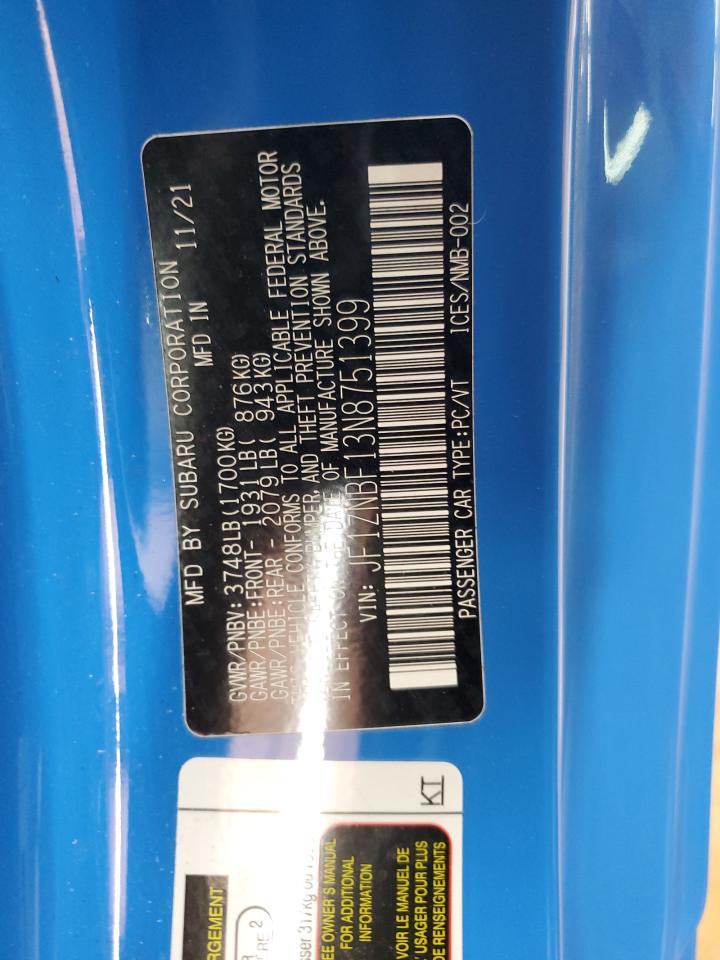 MFD BY SUBARU CORPORATION
MFD IN 11/21
GVWR/PNBV: 3748LB(1700KG)
GAWR/PNBE:FRONT- 1931LB( 876KG)
GAWR/PNBE:REAR - 2079LB( 943KG)
VEHICLE CONFORMS TO ALL APPLICABLE FEDERAL MOTOR
BUMPER, AND THEFT PREVENTION STANDARDS
IN EFFECT ON THE DATE OF MANUFACTURE SHOWN ABOVE.
VIN: JF1ZNBF13N8751399
PASSENGER CAR TYPE:PC/VT ICES/NMB-002
KI
317kg
OWNER'S MANUAL
FOR ADDITIONAL
INFORMATION
VOIR LE MANUEL DE
USAGER POUR PLUS
DE RENSEIGNEMENTS